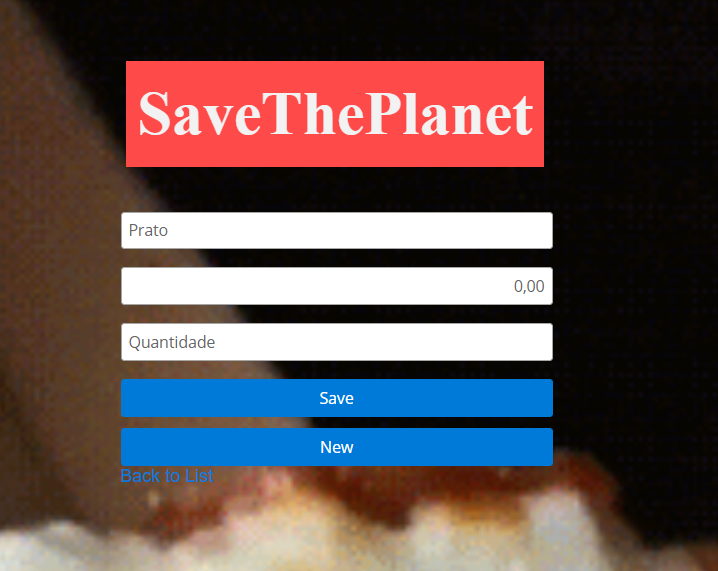 SaveThePlanet
Prato
0,00
Quantidade
Save
New
Back to List